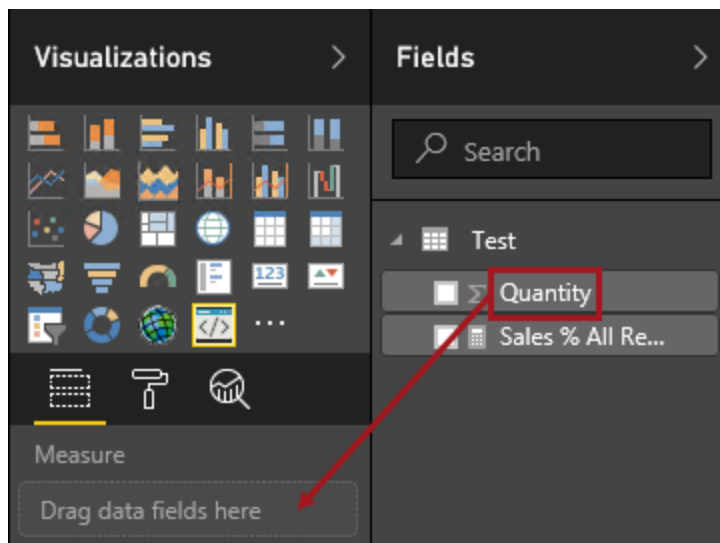 Visualizations
Fields
Search
123
</>
...
Test
Σ Quantity
Sales % All Re...
Measure
Drag data fields here